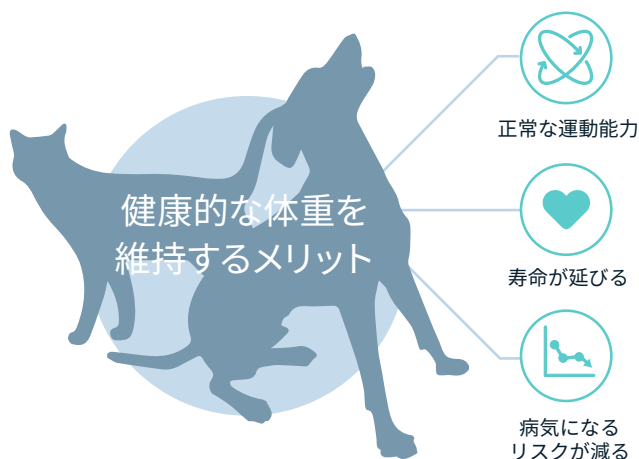 健康的な体重を
維持するメリット
正常な運動能力
寿命が延びる
病気になる
リスクが減る